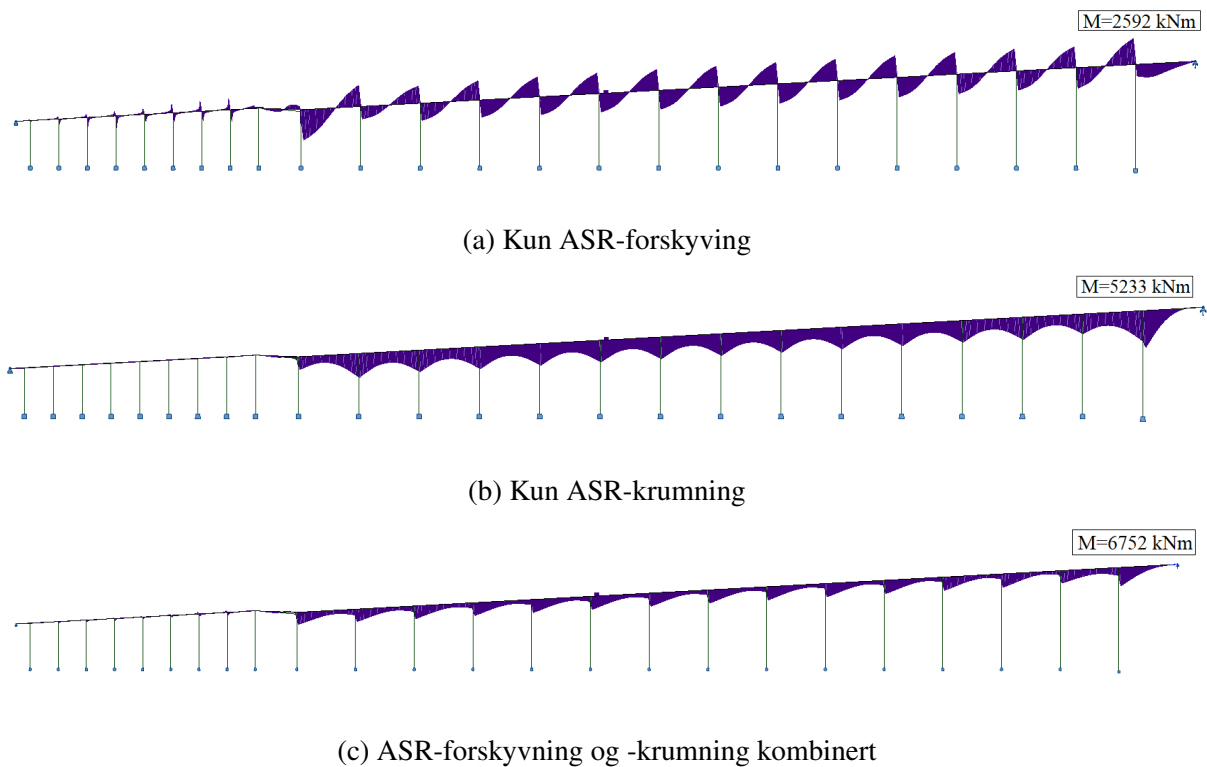 M=2592 kNm
(a) Kun ASR-forskyving
M=5233 kNm
(b) Kun ASR-krumning
M=6752 kNm
(c) ASR-forskyvning og -krumning kombinert